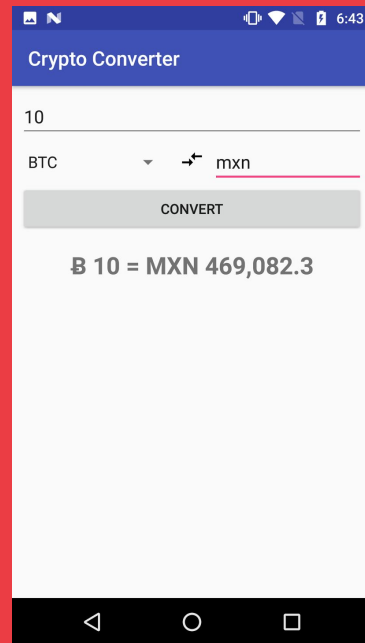 6:43
Crypto Converter
10
BTC
mxn
CONVERT
Ƀ 10 = MXN 469,082.3